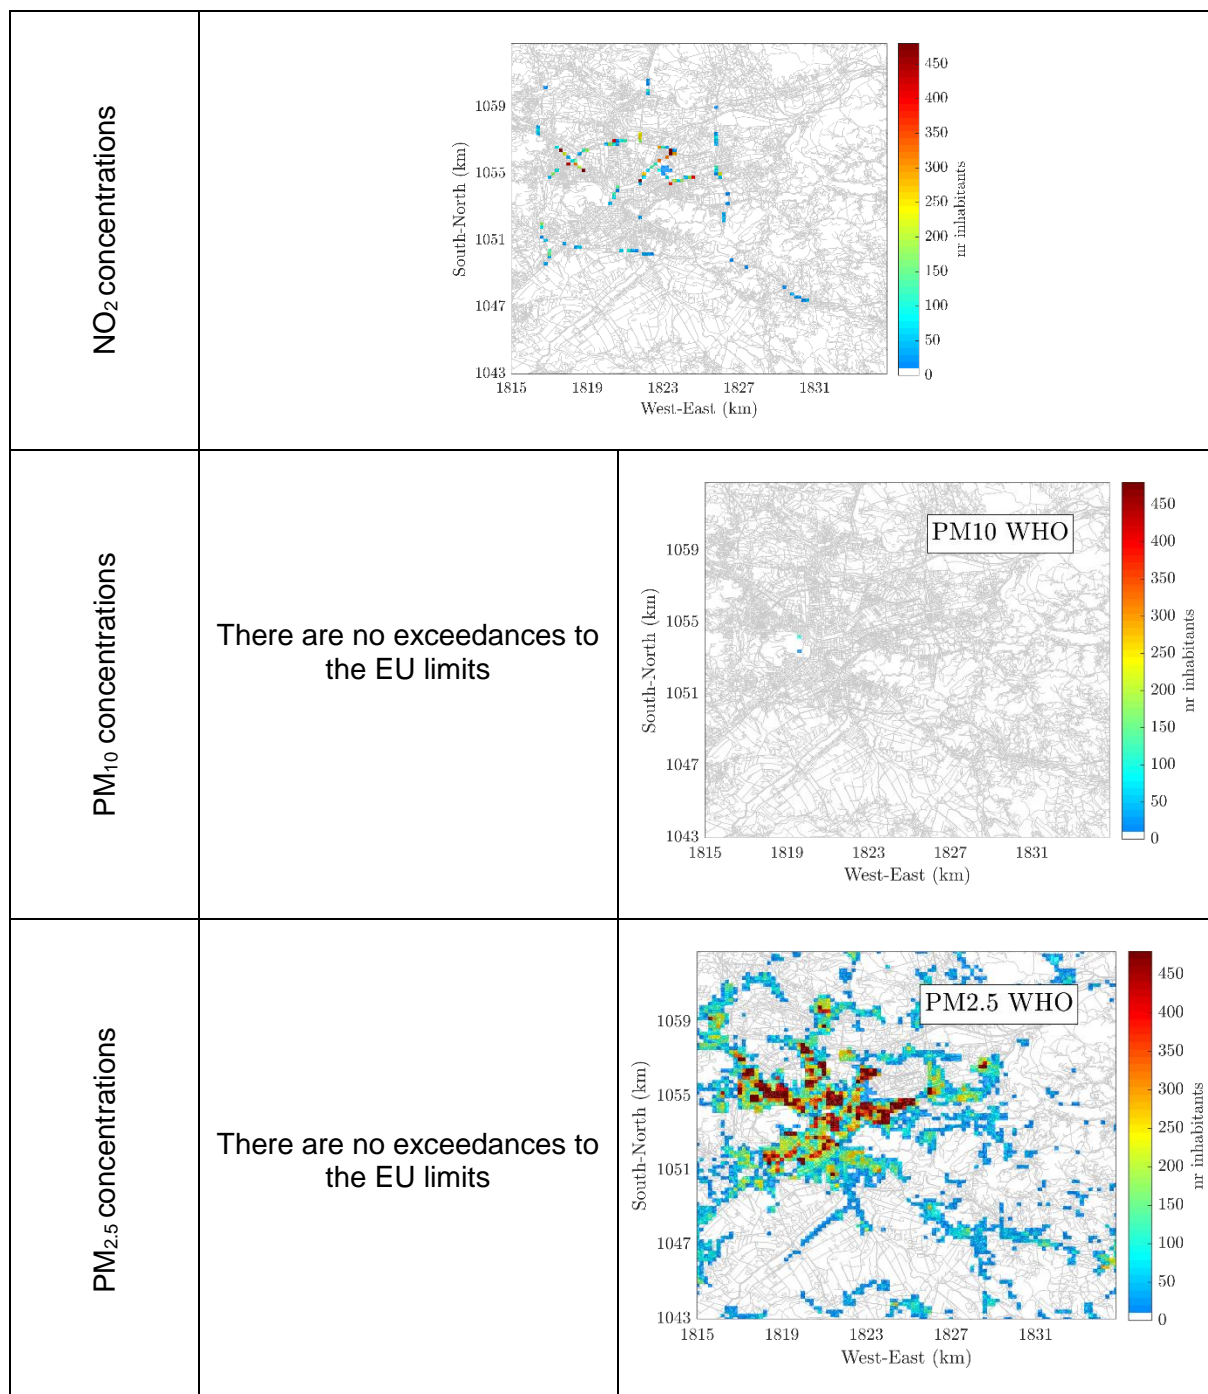 NO₂ concentrations
South-North (km)
1059
1055
1051
1047
1043
1815 1819 1823 1827 1831
West-East (km)
450
400
350
300
250
200
150
100
50
0
nr inhabitants
PM₁₀ concentrations
There are no exceedances to
the EU limits
PM10 WHO
South-North (km)
1059
1055
1051
1047
1043
1815 1819 1823 1827 1831
West-East (km)
450
400
350
300
250
200
150
100
50
0
nr inhabitants
PM₂.₅ concentrations
There are no exceedances to
the EU limits
PM2.5 WHO
South-North (km)
1059
1055
1051
1047
1043
1815 1819 1823 1827 1831
West-East (km)
450
400
350
300
250
200
150
100
50
0
nr inhabitants